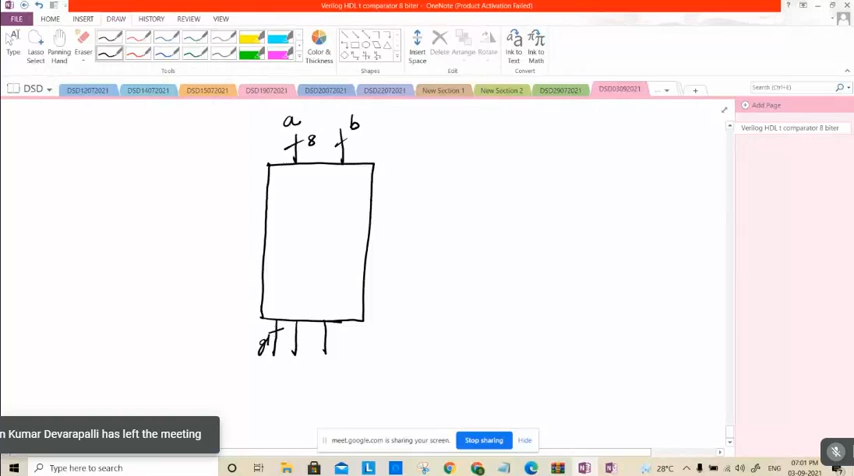 Verilog HDL t comparator 8 biter - OneNote (Product Activation Failed)
FILE HOME INSERT DRAW HISTORY REVIEW VIEW
Type Lasso Select Panning Hand Eraser Color & Thickness Insert Space Delete Arrange Rotate Ink to Text Ink to Math
Tools Shapes Edit Convert
DSD DSD12072021 DSD14072021 DSD15072021 DSD19072021 DSD20072021 DSD22072021 New Section 1 New Section 2 DSD29072021 DSD03092021 ... + Search (Ctrl+E)
Add Page
Verilog HDL t comparator 8 biter
a b
8
n Kumar Devarapalli has left the meeting
meet.google.com is sharing your screen. Stop sharing Hide
Type here to search
28°C ENG 07:01 PM
03-09-2021